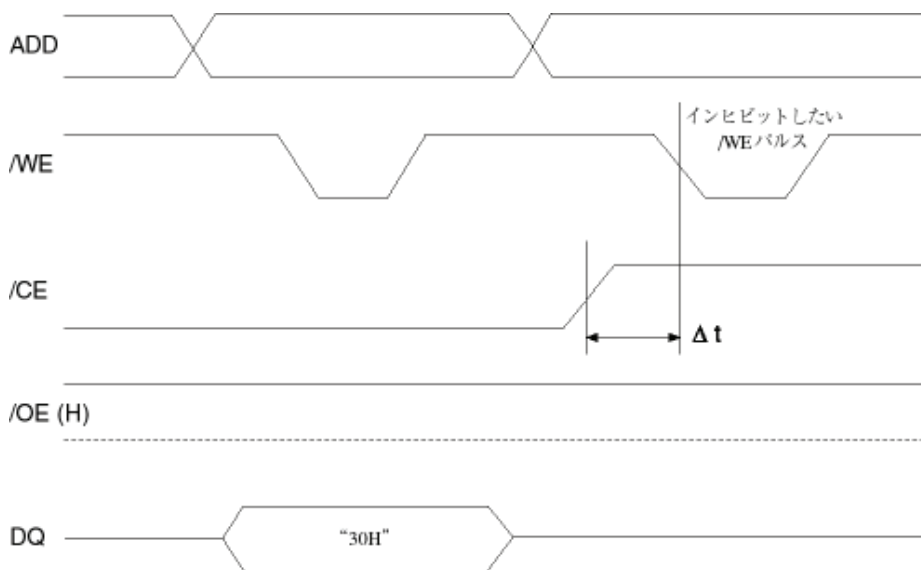 ADD
インヒビットしたい
/WEパルス
/WE
/CE
Δt
/OE (H)
DQ
“30H”